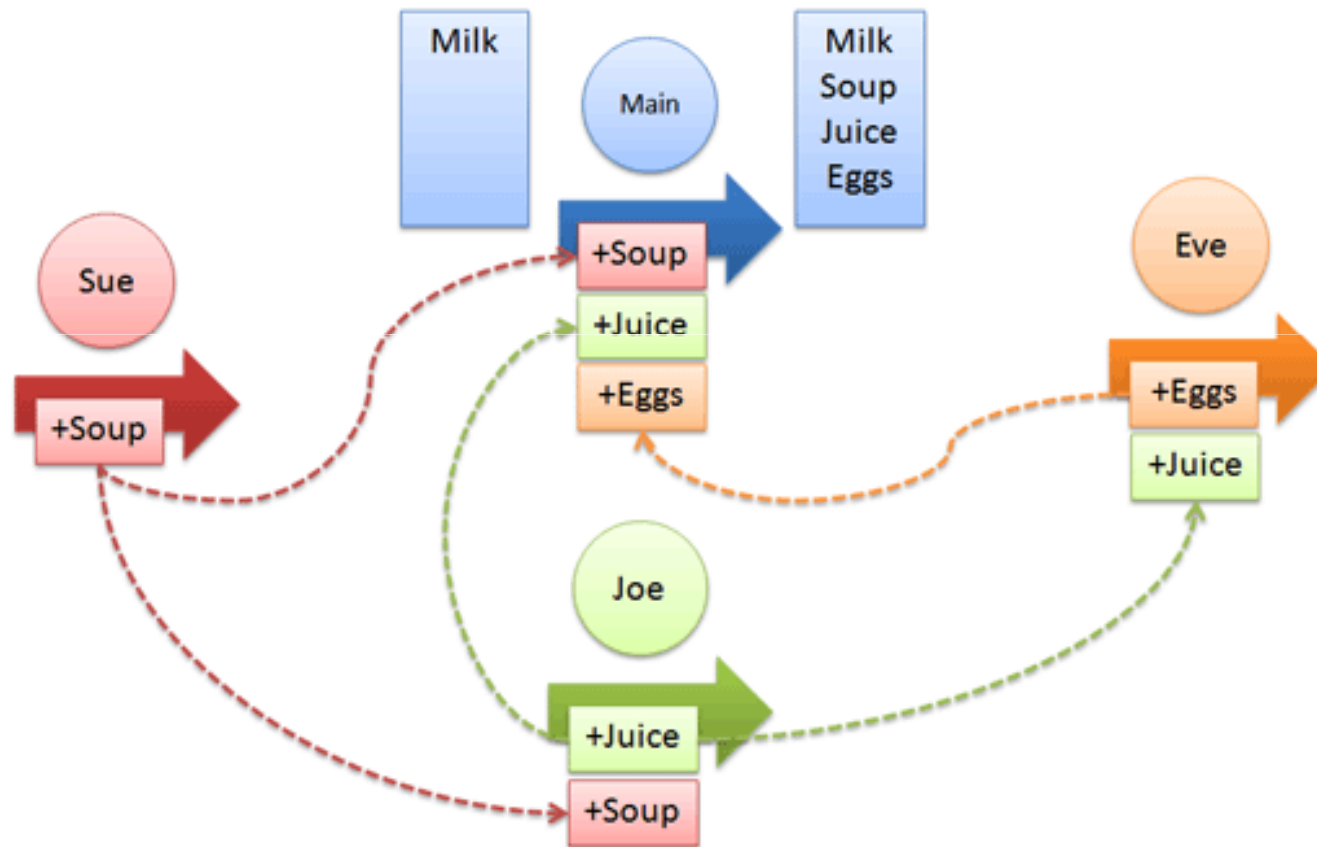 Milk
Main
Milk
Soup
Juice
Eggs
Sue
+Soup
+Soup
+Juice
+Eggs
Eve
+Eggs
+Juice
Joe
+Juice
+Soup